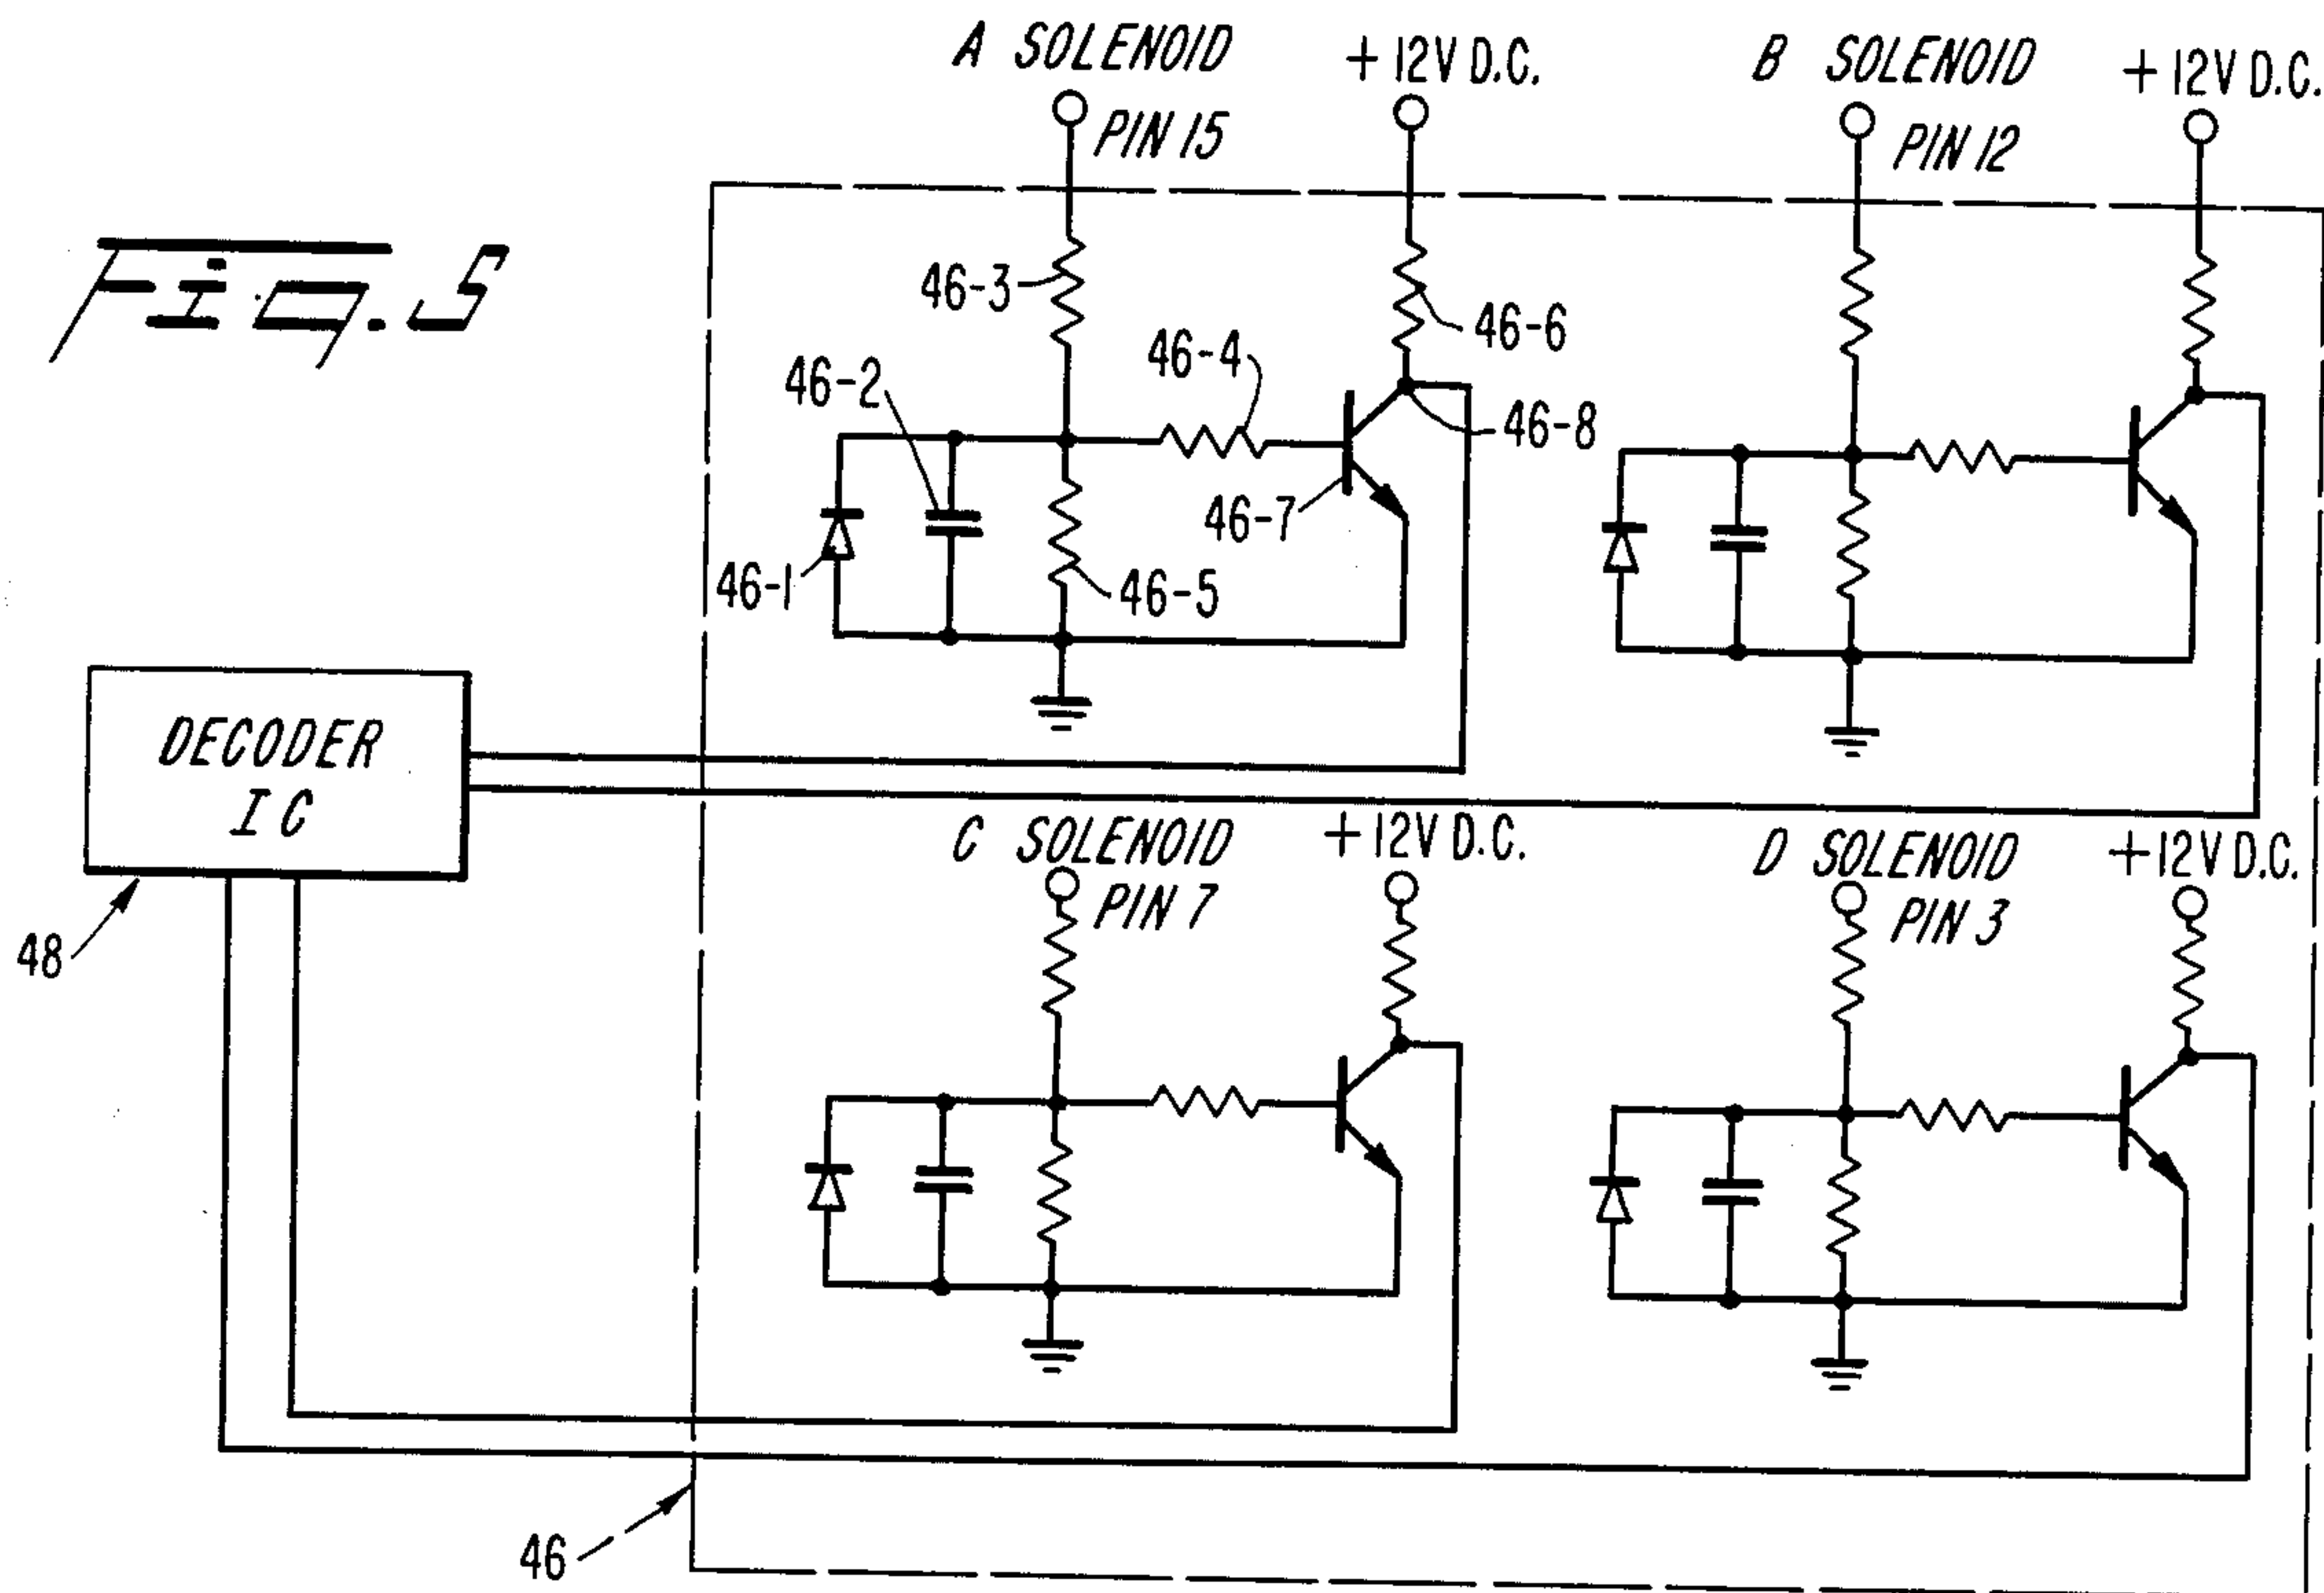 Fig. 5
A SOLENOID
PIN 15
+12V D.C.
B SOLENOID
PIN 12
+12V D.C.
46-3
46-6
46-4
46-2
46-8
46-7
46-1
46-5
DECODER
IC
48
C SOLENOID
PIN 7
+12V D.C.
D SOLENOID
PIN 3
+12V D.C.
46